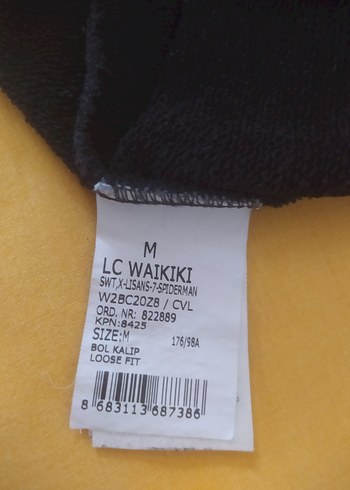 M
LC WAIKIKI
SWT,X-LISANS-7-SPIDERMAN
W2BC20Z8 / CVL
ORD. NR: 822889
KPN:8425
SIZE:M 176/98A
BOL KALIP
LOOSE FIT
8 683113 687386